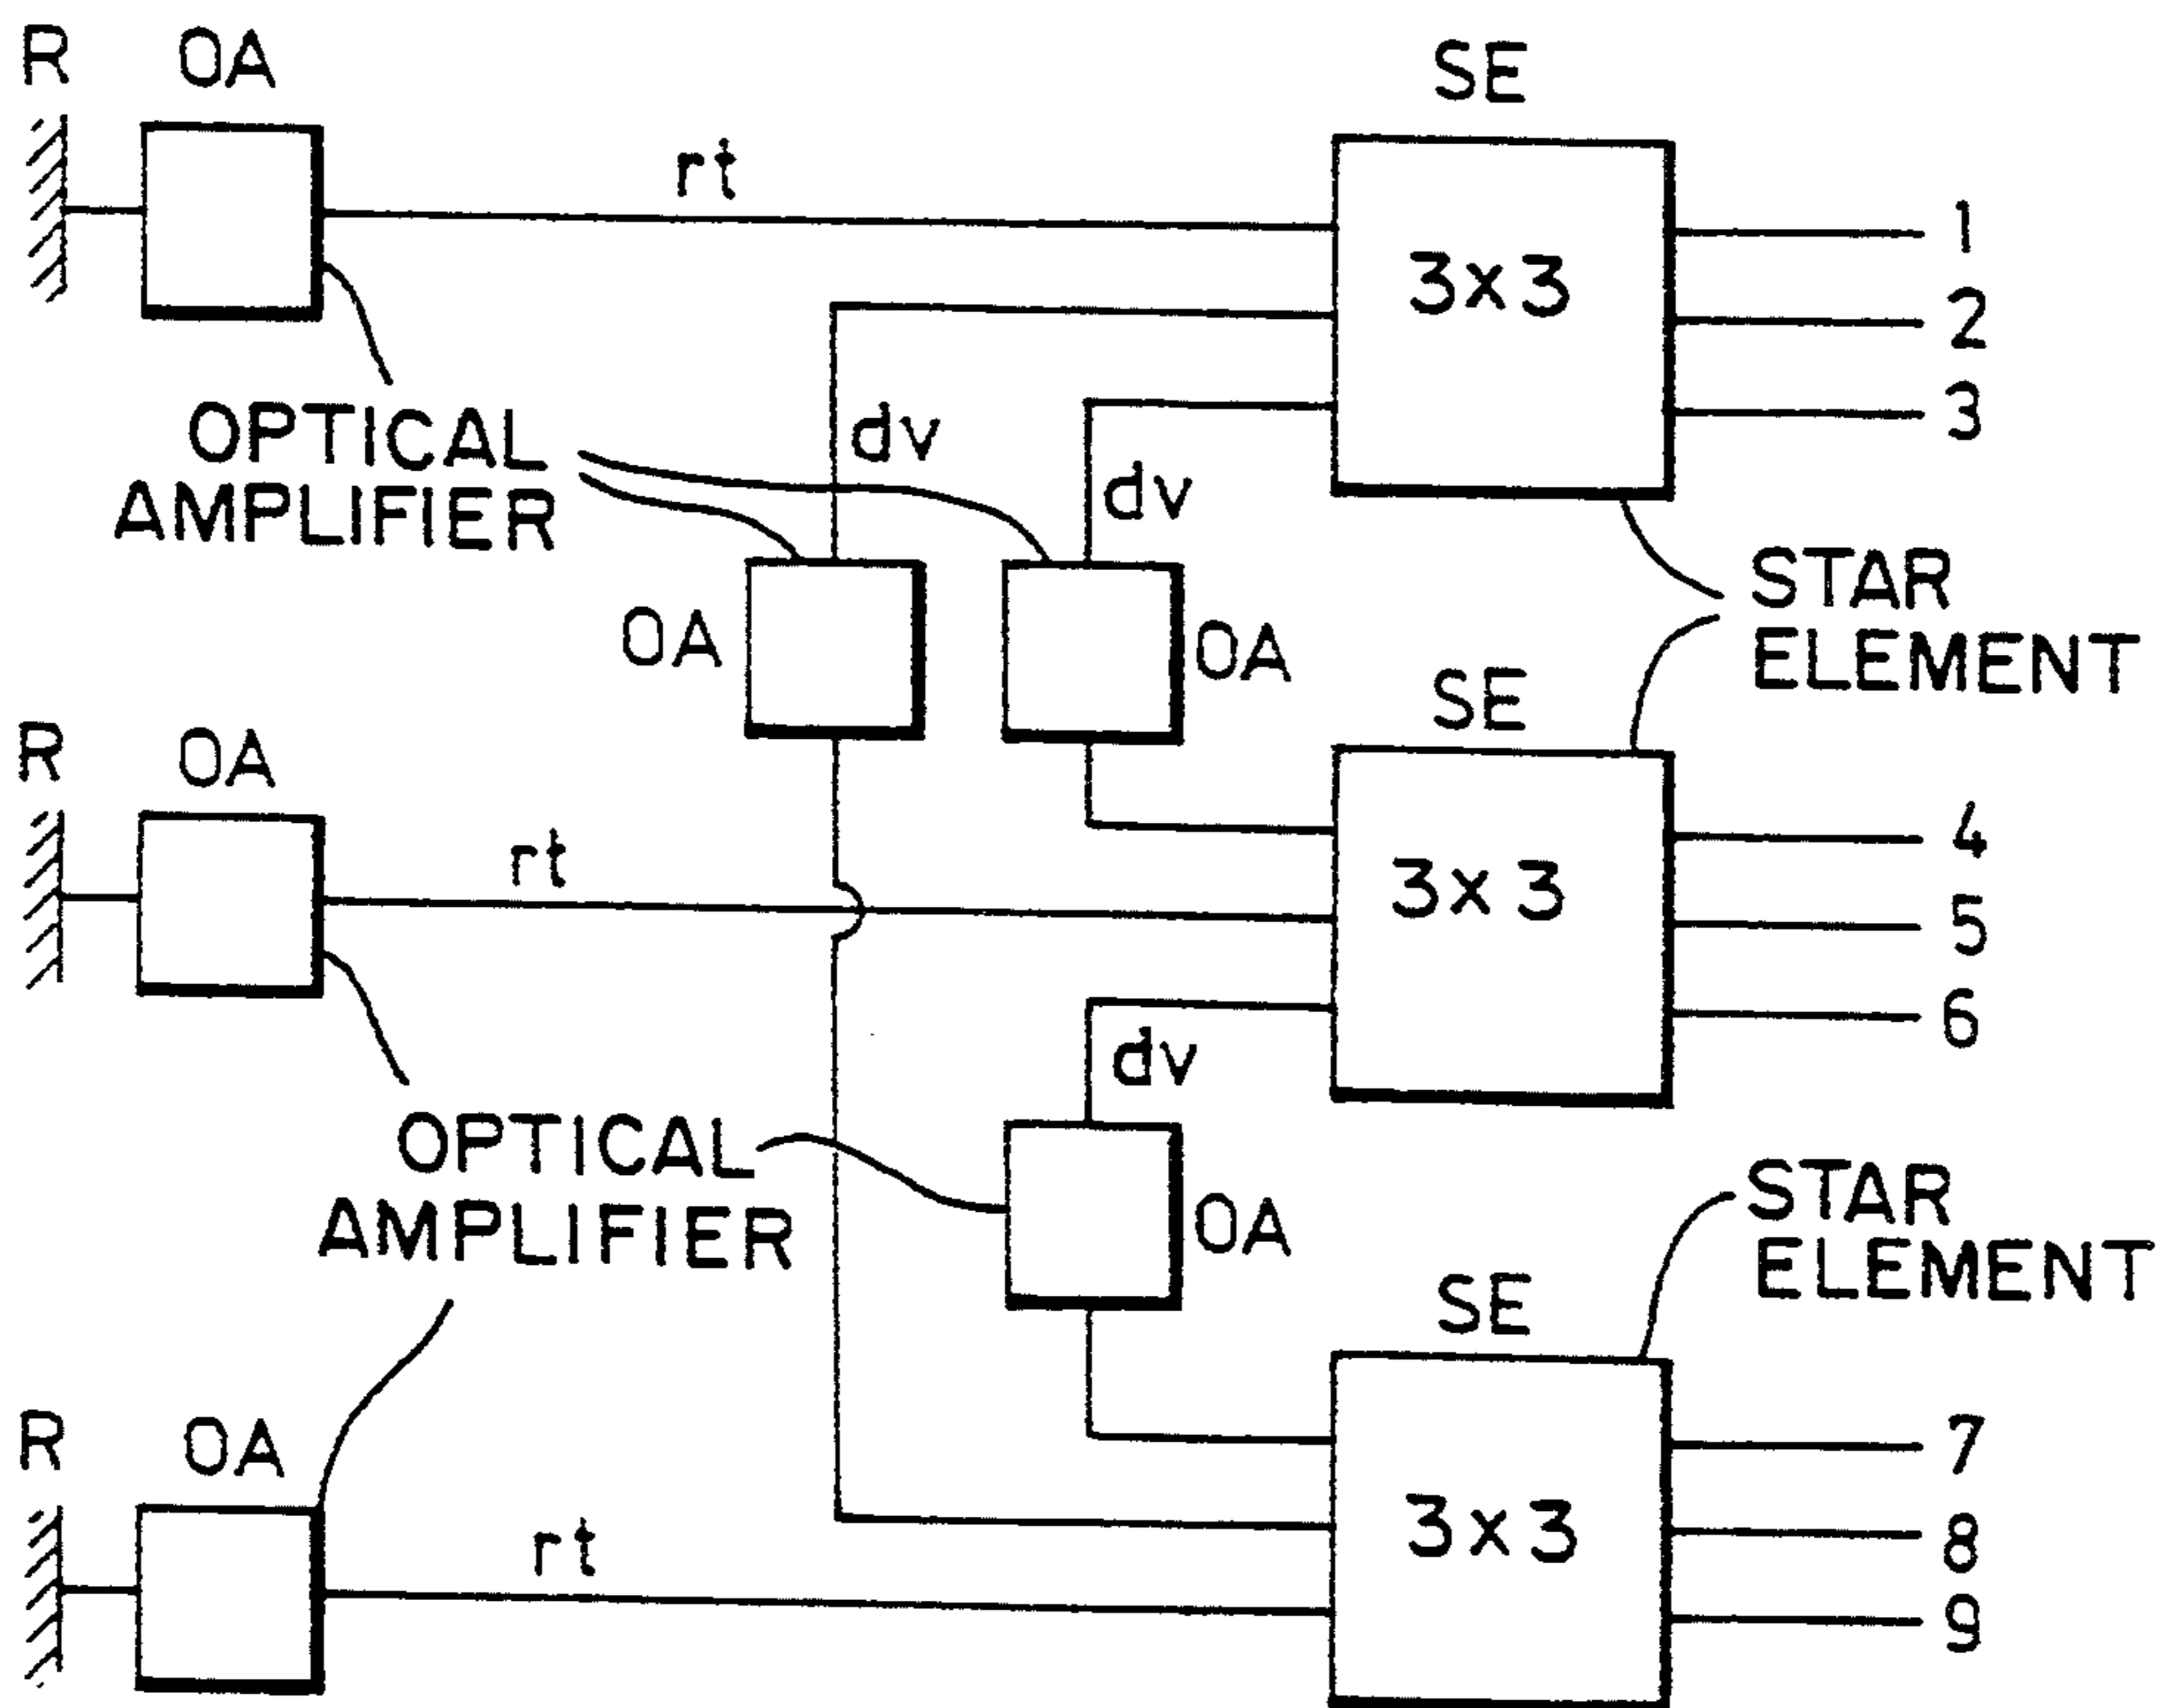 R
OA
SE
rt
1
3x3
2
3
OPTICAL
AMPLIFIER
dv
dv
STAR
ELEMENT
OA
OA
SE
R
OA
rt
4
3x3
5
6
dv
OPTICAL
AMPLIFIER
OA
STAR
ELEMENT
SE
R
OA
7
rt
3x3
8
9